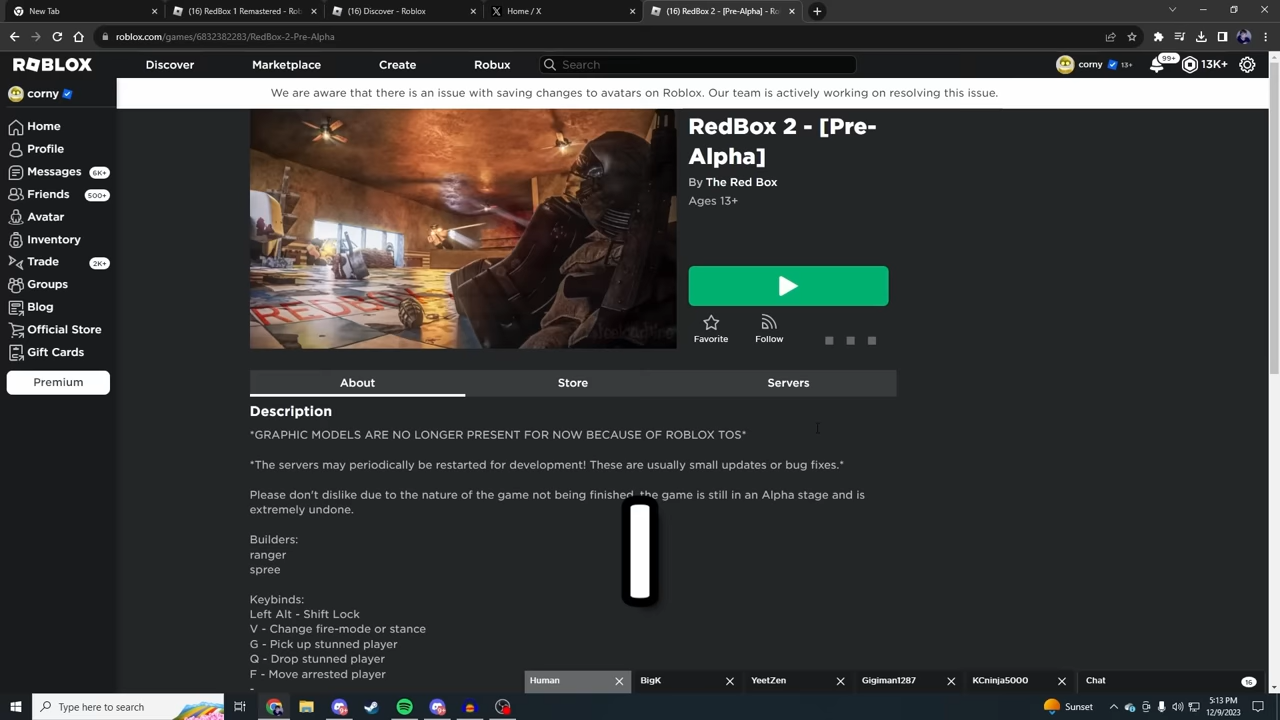 New Tab
(16) RedBox 1 Remastered - Rob
(16) Discover - Roblox
Home / X
(16) RedBox 2 - [Pre-Alpha] - Ro
roblox.com/games/6832382283/RedBox-2-Pre-Alpha
ROBLOX
Discover
Marketplace
Create
Robux
Search
corny
13+
99+
13K+
corny
We are aware that there is an issue with saving changes to avatars on Roblox. Our team is actively working on resolving this issue.
Home
Profile
Messages
6K+
Friends
500+
Avatar
Inventory
Trade
2K+
Groups
Blog
Official Store
Gift Cards
Premium
REDBOX
RedBox 2 - [Pre-
Alpha]
By The Red Box
Ages 13+
Favorite
Follow
About
Store
Servers
Description
*GRAPHIC MODELS ARE NO LONGER PRESENT FOR NOW BECAUSE OF ROBLOX TOS*
*The servers may periodically be restarted for development! These are usually small updates or bug fixes.*
Please don't dislike due to the nature of the game not being finished, the game is still in an Alpha stage and is
extremely undone.
I
Builders:
ranger
spree
Keybinds:
Left Alt - Shift Lock
V - Change fire-mode or stance
G - Pick up stunned player
Q - Drop stunned player
F - Move arrested player
-
Human
BigK
YeetZen
Gigiman1287
KCninja5000
Chat
16
Type here to search
Sunset
5:13 PM
12/9/2023